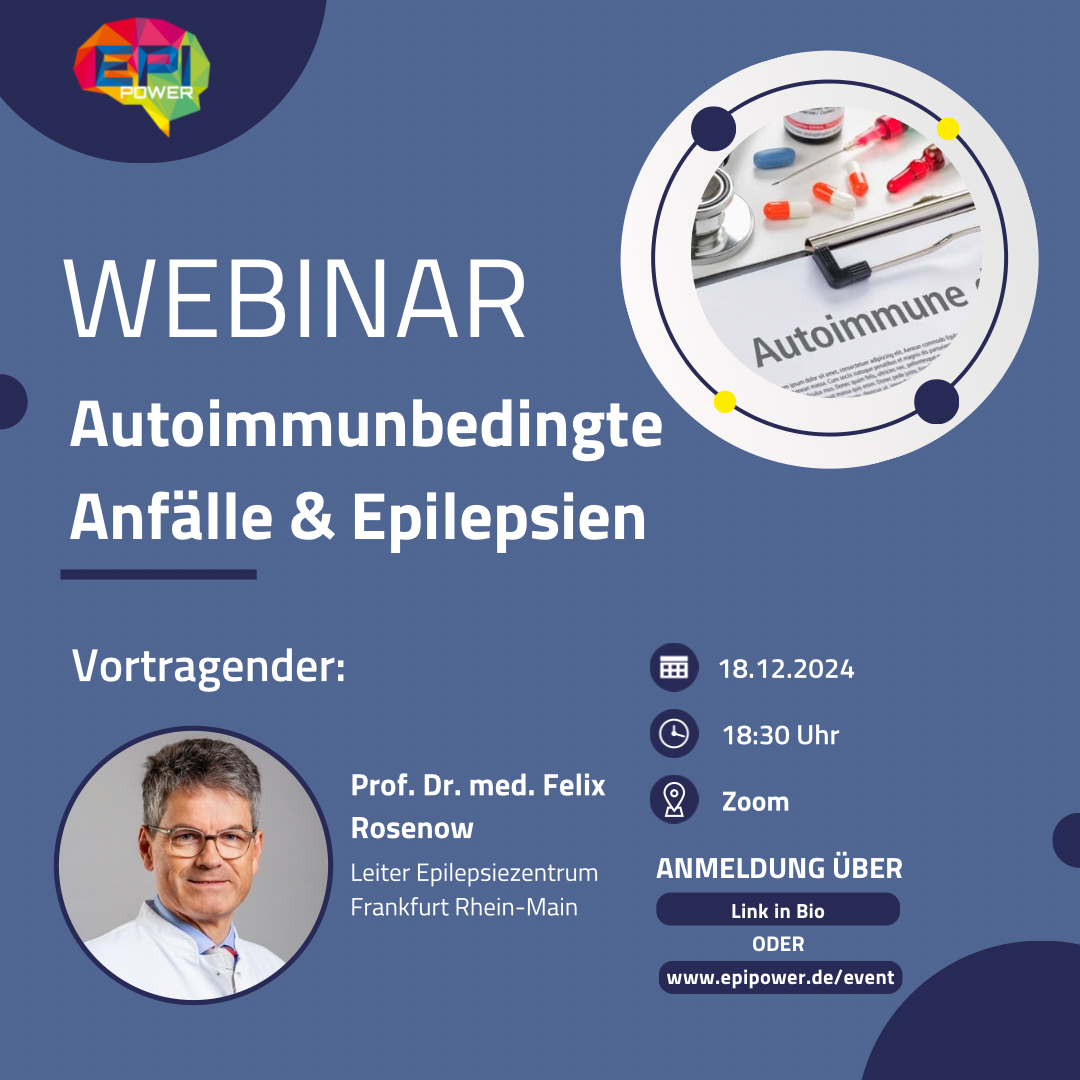 EPI
POWER
Autoimmune
WEBINAR
Autoimmunbedingte
Anfälle & Epilepsien
Vortragender:
Prof. Dr. med. Felix
Rosenow
Leiter Epilepsiezentrum
Frankfurt Rhein-Main
18.12.2024
18:30 Uhr
Zoom
ANMELDUNG ÜBER
Link in Bio
ODER
www.epipower.de/event